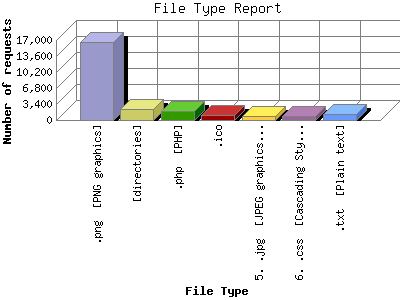 File Type Report
Number of requests
17,000
13,600
10,200
6,800
3,400
0
.png [PNG graphics]
[directories]
.php [PHP]
.ico
5. .jpg [JPEG graphics...
6. .css [Cascading Sty...
.txt [Plain text]
File Type